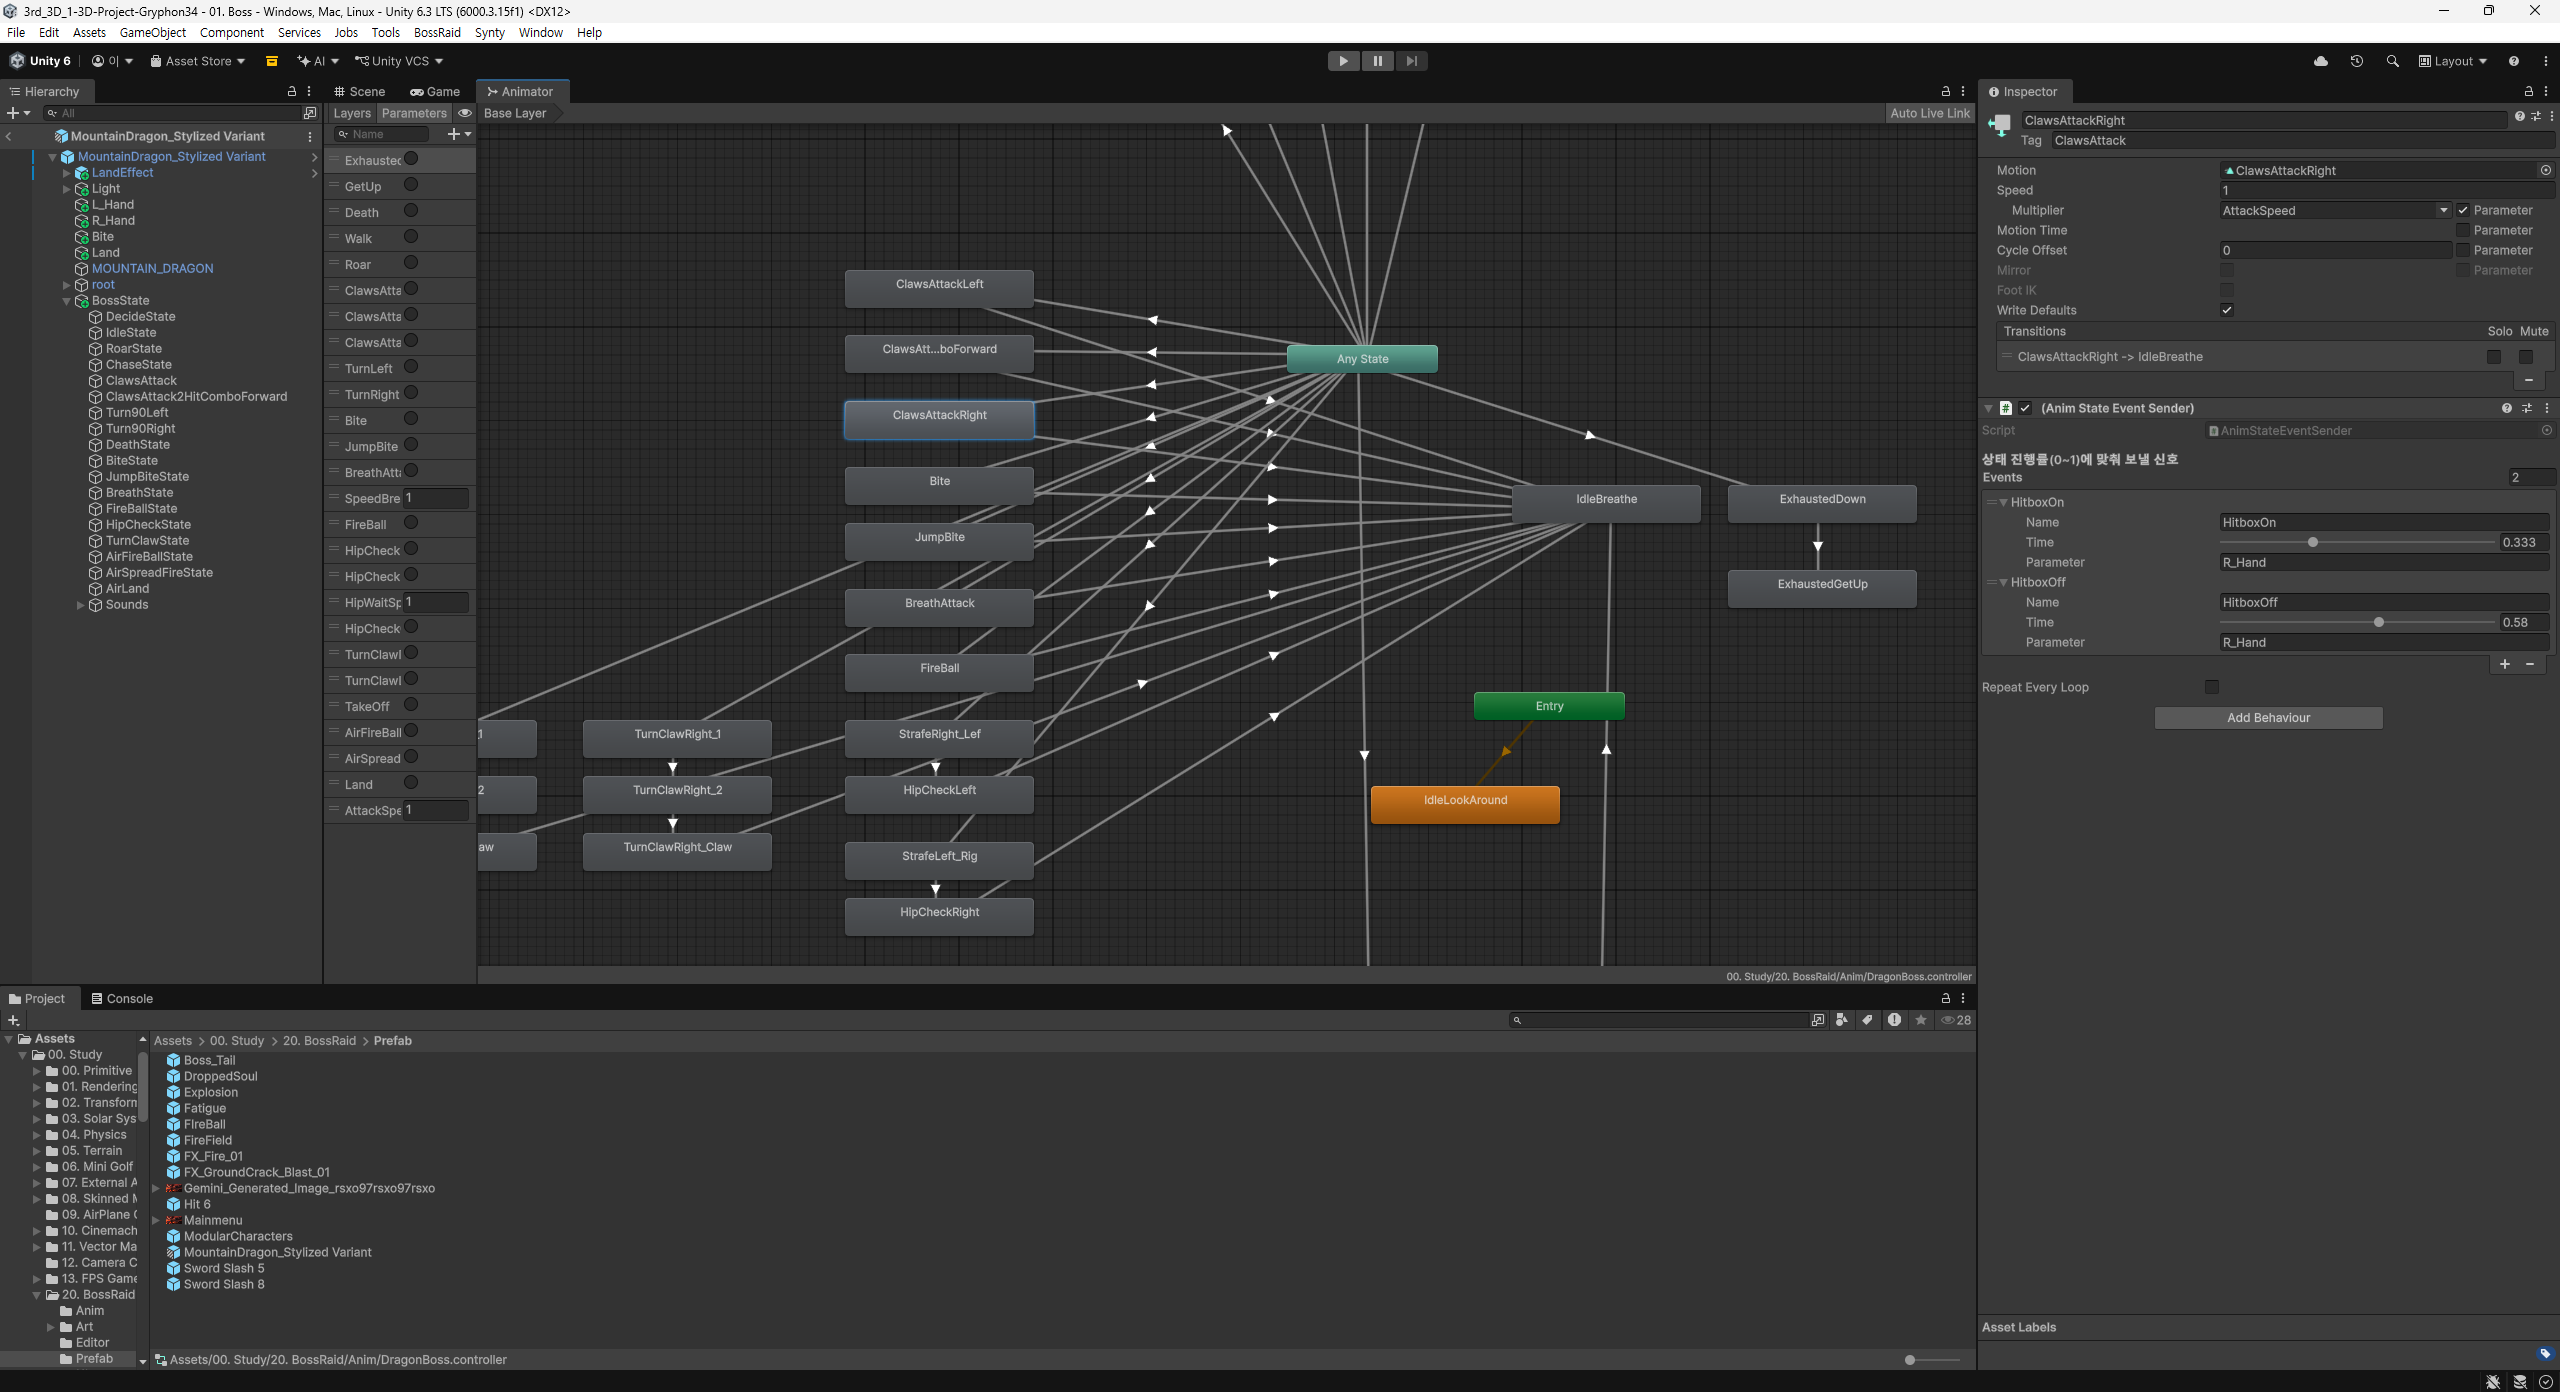 3rd_3D_1-3D-Project-Gryphon34 - 01. Boss - Windows, Mac, Linux - Unity 6.3 LTS (6000.3.15f1) <DX12>
File Edit Assets GameObject Component Services Jobs Tools BossRaid Synty Window Help
Unity 6 Asset Store AI Unity VCS Layout
Hierarchy
All
MountainDragon_Stylized Variant
MountainDragon_Stylized Variant
LandEffect
Light
L_Hand
R_Hand
Bite
Land
MOUNTAIN_DRAGON
root
BossState
DecideState
IdleState
RoarState
ChaseState
ClawsAttack
ClawsAttack2HitComboForward
Turn90Left
Turn90Right
DeathState
BiteState
JumpBiteState
BreathState
FireBallState
HipCheckState
TurnClawState
AirFireBallState
AirSpreadFireState
AirLand
Sounds
Scene Game Animator
Layers Parameters Base Layer Auto Live Link
Name
Exhausted
GetUp
Death
Walk
Roar
ClawsAtta
ClawsAtta
ClawsAtta
TurnLeft
TurnRight
Bite
JumpBite
BreathAtta
SpeedBre 1
FireBall
HipCheck
HipCheck
HipWaitSp 1
HipCheck
TurnClawl
TurnClawl
TakeOff
AirFireBall
AirSpread
Land
AttackSpe 1
ClawsAttackLeft
ClawsAtt...boForward
Any State
ClawsAttackRight
Bite
IdleBreathe
ExhaustedDown
JumpBite
ExhaustedGetUp
BreathAttack
FireBall
Entry
1
TurnClawRight_1
StrafeRight_Lef
2
TurnClawRight_2
HipCheckLeft
IdleLookAround
aw
TurnClawRight_Claw
StrafeLeft_Rig
HipCheckRight
00. Study/20. BossRaid/Anim/DragonBoss.controller
Inspector
ClawsAttackRight
Tag ClawsAttack
Motion ClawsAttackRight
Speed 1
Multiplier AttackSpeed Parameter
Motion Time Parameter
Cycle Offset 0 Parameter
Mirror Parameter
Foot IK
Write Defaults
Transitions Solo Mute
ClawsAttackRight -> IdleBreathe
(Anim State Event Sender)
Script AnimStateEventSender
상태 진행률(0~1)에 맞춰 보낼 신호
Events 2
HitboxOn
Name HitboxOn
Time 0.333
Parameter R_Hand
HitboxOff
Name HitboxOff
Time 0.58
Parameter R_Hand
Repeat Every Loop
Add Behaviour
Asset Labels
Project Console
28
Assets
00. Study
00. Primitive
01. Rendering
02. Transform
03. Solar Sys
04. Physics
05. Terrain
06. Mini Golf
07. External A
08. Skinned M
09. AirPlane C
10. Cinemach
11. Vector Ma
12. Camera C
13. FPS Game
20. BossRaid
Anim
Art
Editor
Prefab
Assets > 00. Study > 20. BossRaid > Prefab
Boss_Tail
DroppedSoul
Explosion
Fatigue
FireBall
FireField
FX_Fire_01
FX_GroundCrack_Blast_01
Gemini_Generated_Image_rsxo97rsxo97rsxo
Hit 6
Mainmenu
ModularCharacters
MountainDragon_Stylized Variant
Sword Slash 5
Sword Slash 8
Assets/00. Study/20. BossRaid/Anim/DragonBoss.controller